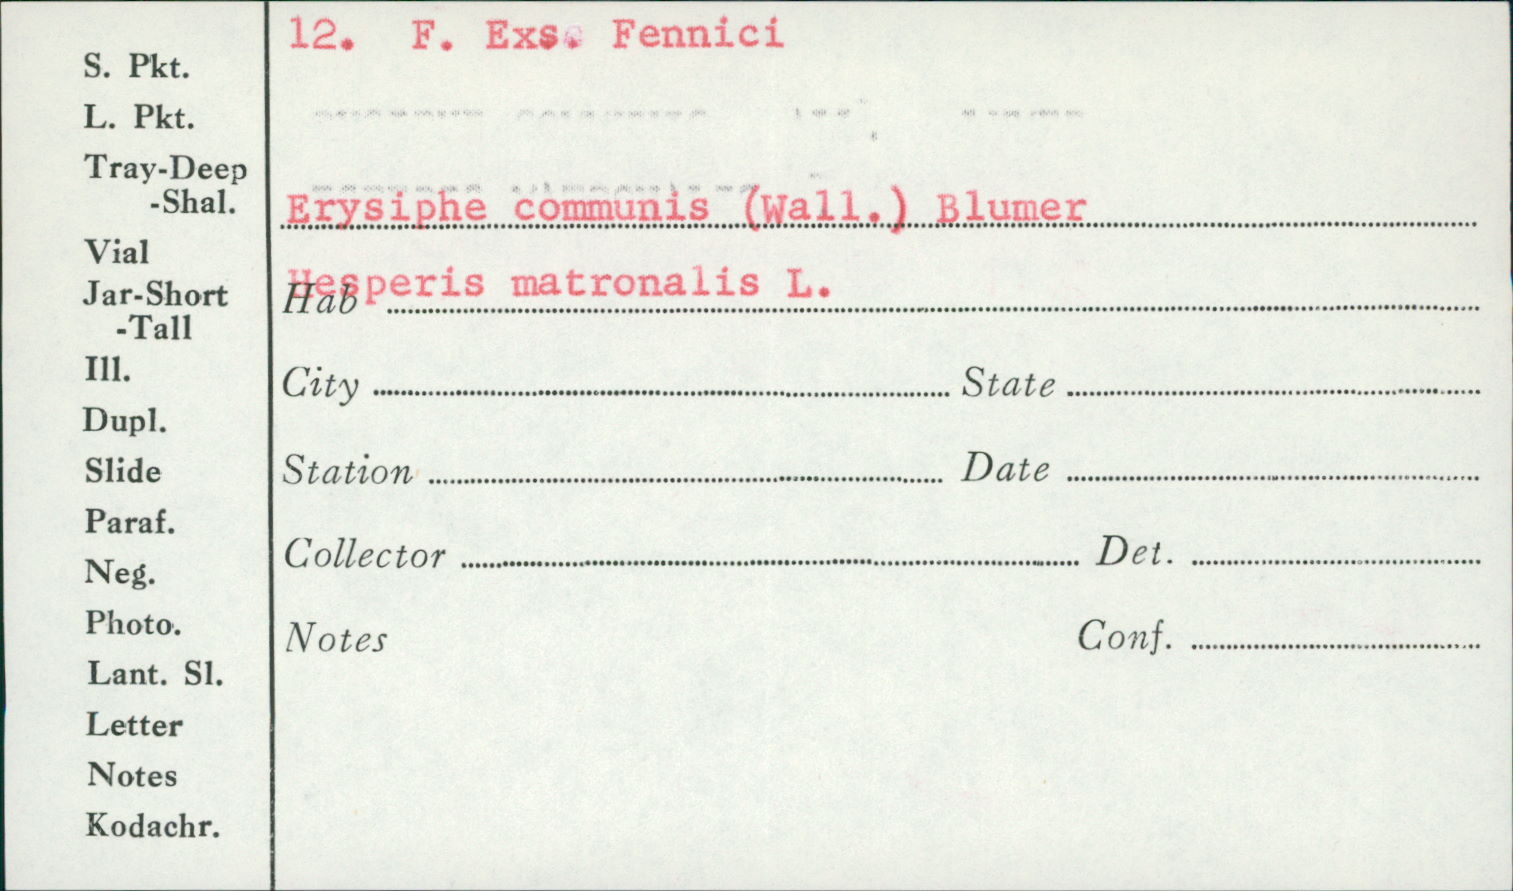 12. F. Exs. Fennici
Erysiphe communis (Wall.) Blumer
Hesperis matronalis L.
Hab
City State
Station Date
Collector Det.
Notes Conf.
S. Pkt.
L. Pkt.
Tray-Deep
-Shal.
Vial
Jar-Short
-Tall
Ill.
Dupl.
Slide
Paraf.
Neg.
Photo.
Lant. Sl.
Letter
Notes
Kodachr.